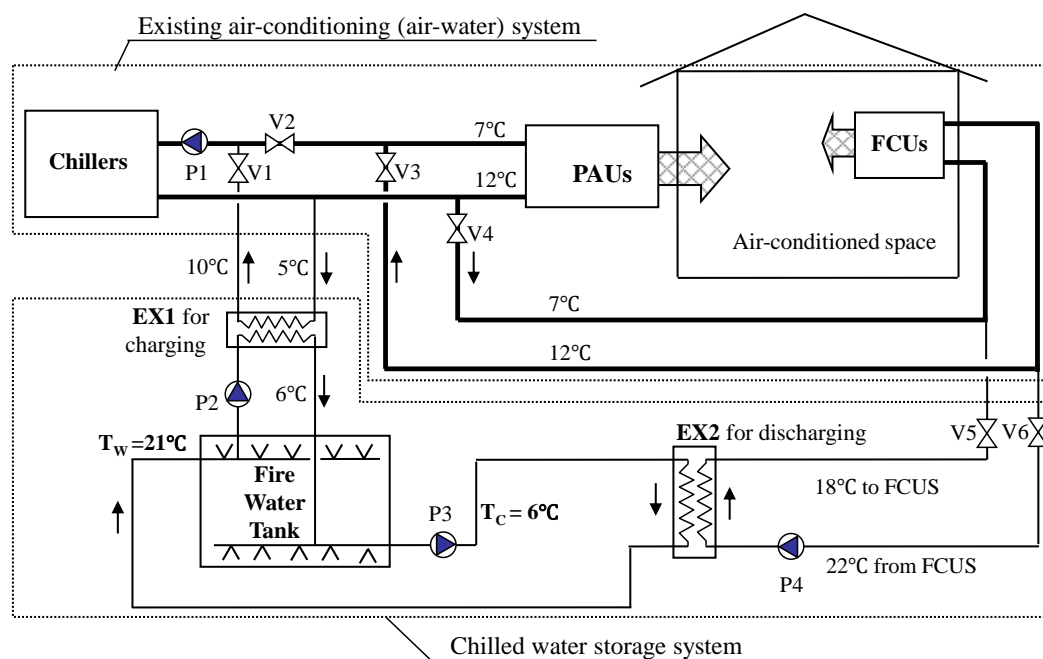 Existing air-conditioning (air-water) system
Chillers
P1
V2
V1
V3
7℃
12℃
PAUs
FCUs
V4
Air-conditioned space
10℃
5℃
7℃
12℃
EX1 for
charging
P2
6℃
T_W =21℃
Fire
Water
Tank
P3
T_C = 6℃
EX2 for discharging
V5
V6
18℃ to FCUS
22℃ from FCUS
P4
Chilled water storage system